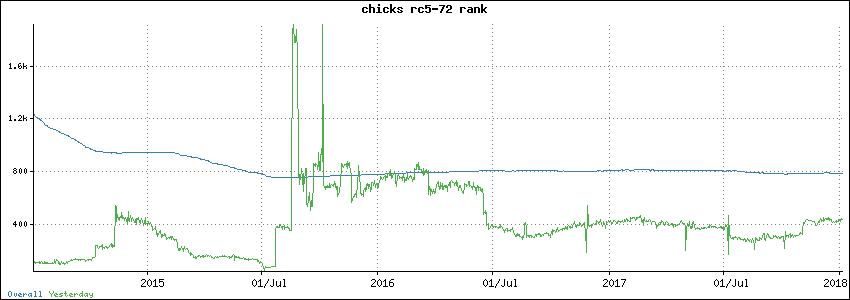 chicks rc5-72 rank
1.6k
1.2k
800
400
2015
01/Jul
2016
01/Jul
2017
01/Jul
2018
Overall Yesterday